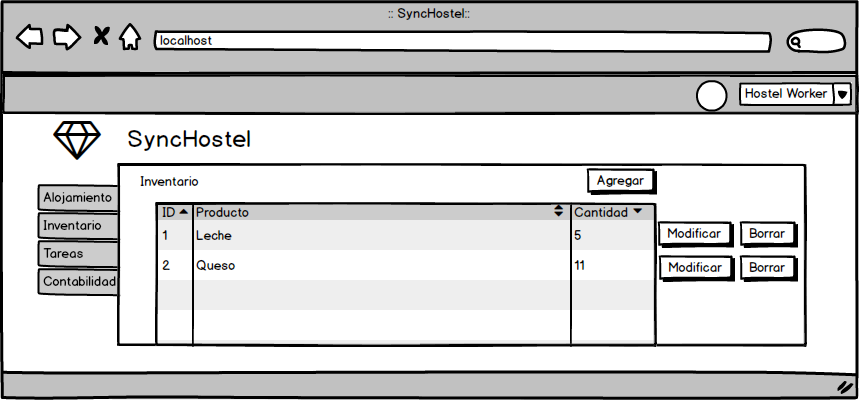 :: SyncHostel::
localhost
Hostel Worker
SyncHostel
Inventario
Agregar
Alojamiento
Inventario
Tareas
Contabilidad
ID Producto Cantidad
1 Leche 5 Modificar Borrar
2 Queso 11 Modificar Borrar